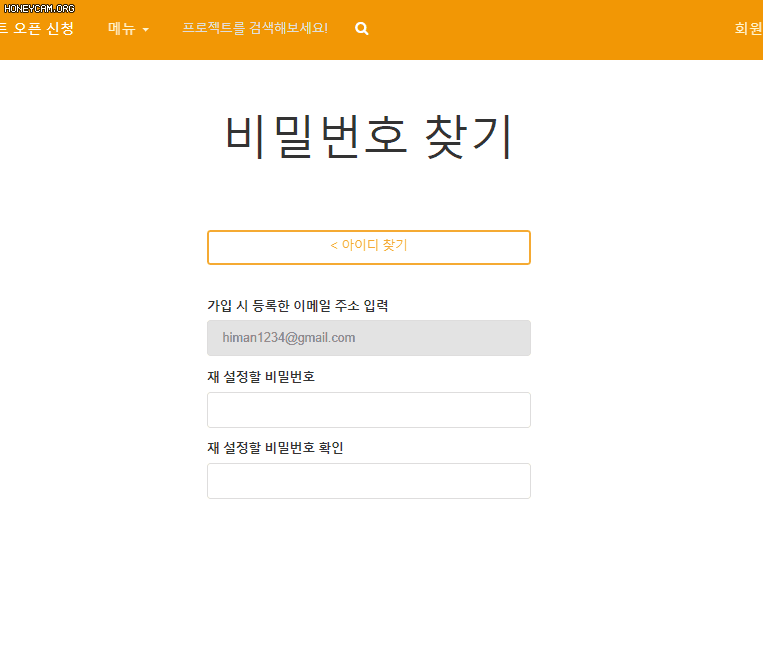 HONEYCAM.ORG
트 오픈 신청 메뉴 프로젝트를 검색해보세요! 회원
비밀번호 찾기
< 아이디 찾기
가입 시 등록한 이메일 주소 입력
himan1234@gmail.com
재 설정할 비밀번호
재 설정할 비밀번호 확인